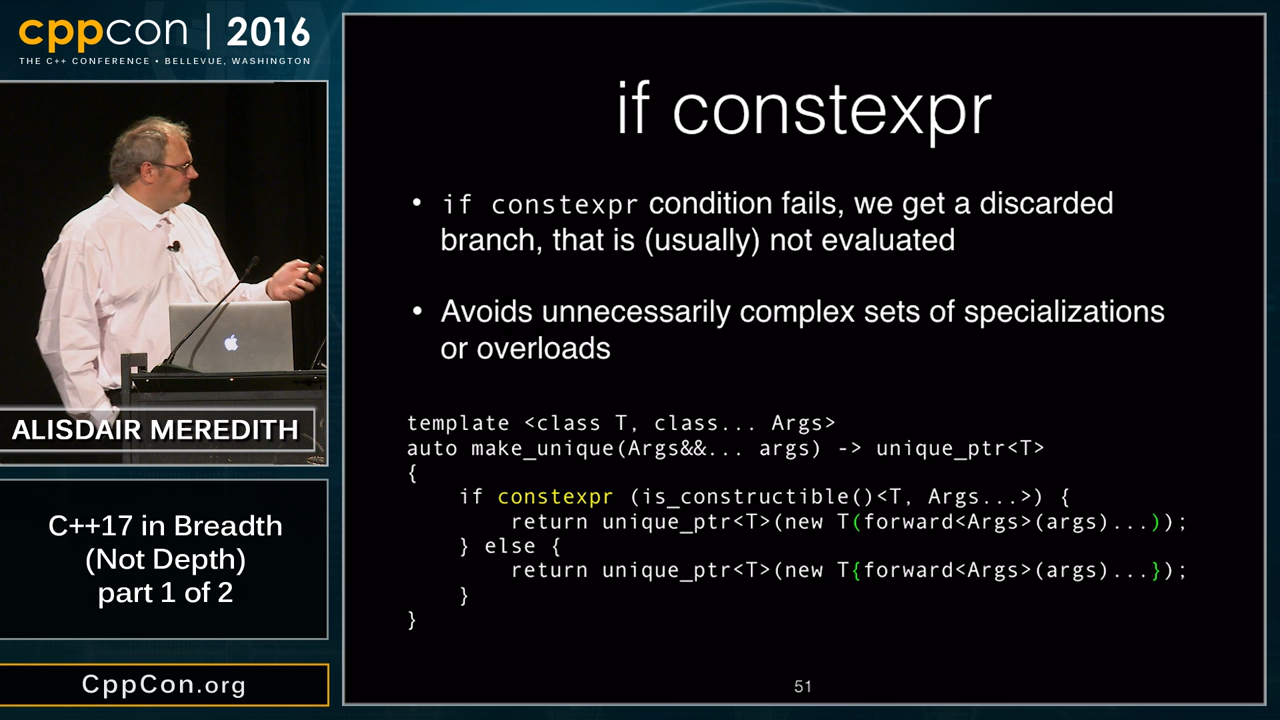 cppcon | 2016
THE C++ CONFERENCE • BELLEVUE, WASHINGTON
ALISDAIR MEREDITH
C++17 in Breadth
(Not Depth)
part 1 of 2
CppCon.org
if constexpr
• if constexpr condition fails, we get a discarded
branch, that is (usually) not evaluated
• Avoids unnecessarily complex sets of specializations
or overloads
template <class T, class... Args>
auto make_unique(Args&&... args) -> unique_ptr<T>
{
    if constexpr (is_constructible()<T, Args...>) {
        return unique_ptr<T>(new T(forward<Args>(args)...));
    } else {
        return unique_ptr<T>(new T{forward<Args>(args)...});
    }
}
51